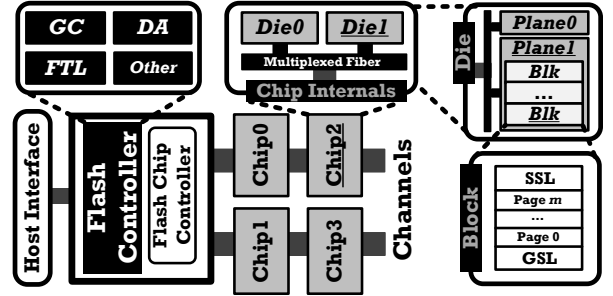 GC
DA
FTL
Other
Die0
Die1
Multiplexed Fiber
Chip Internals
Die
Plane0
Plane1
Blk
...
Blk
Host Interface
Flash
Controller
Flash Chip
Controller
Chip0
Chip2
Chip1
Chip3
Channels
Block
SSL
Page m
...
Page 0
GSL